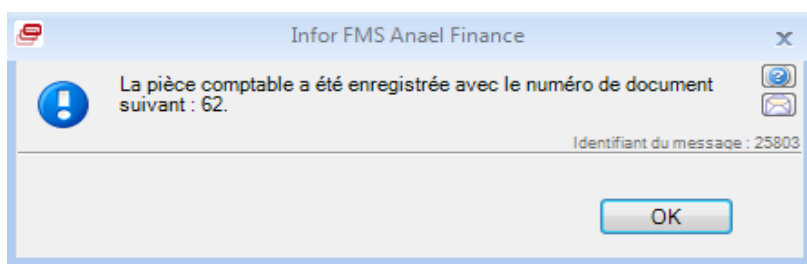 Infor FMS Anael Finance
La pièce comptable a été enregistrée avec le numéro de document
suivant : 62.
Identifiant du message : 25803
OK